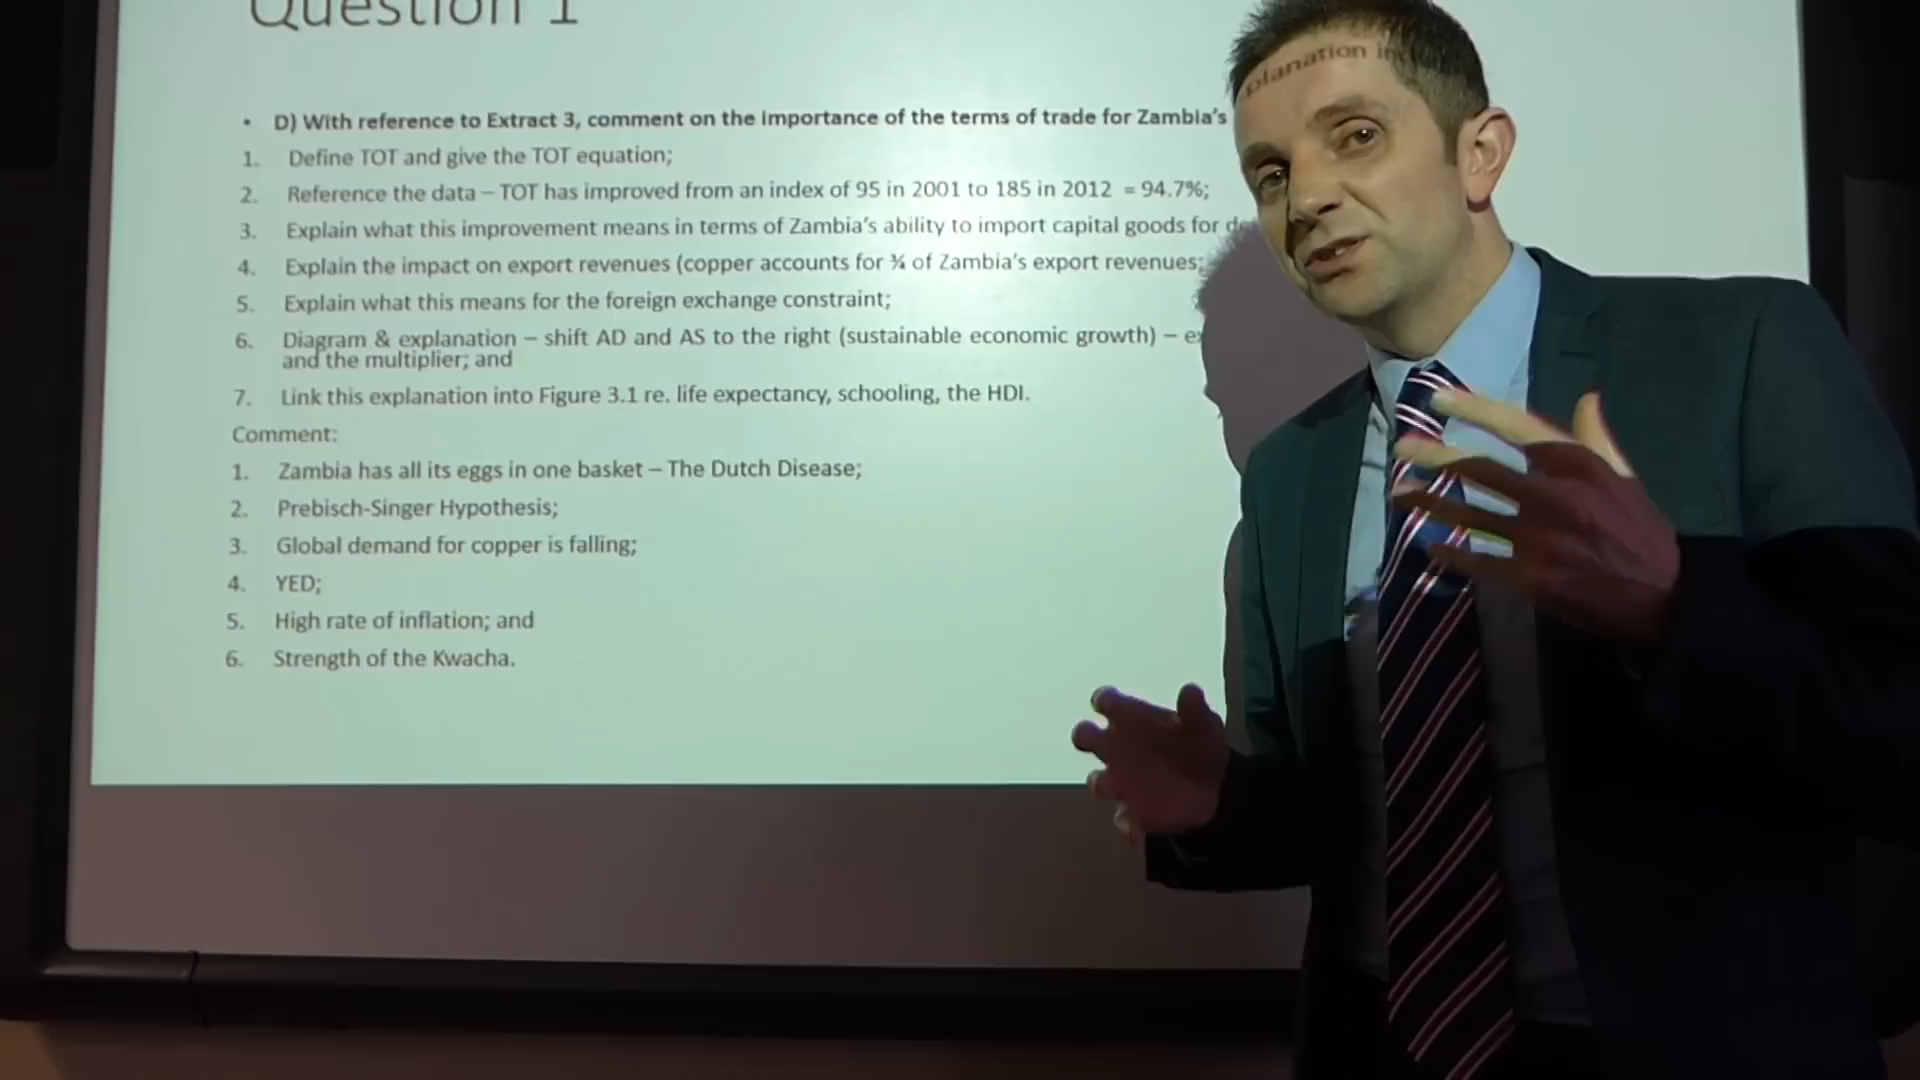 Question 1
• D) With reference to Extract 3, comment on the importance of the terms of trade for Zambia's
1. Define TOT and give the TOT equation;
2. Reference the data – TOT has improved from an index of 95 in 2001 to 185 in 2012 = 94.7%;
3. Explain what this improvement means in terms of Zambia's ability to import capital goods for
4. Explain the impact on export revenues (copper accounts for ¾ of Zambia's export revenues;
5. Explain what this means for the foreign exchange constraint;
6. Diagram & explanation – shift AD and AS to the right (sustainable economic growth) –
and the multiplier; and
7. Link this explanation into Figure 3.1 re. life expectancy, schooling, the HDI.
Comment:
1. Zambia has all its eggs in one basket – The Dutch Disease;
2. Prebisch-Singer Hypothesis;
3. Global demand for copper is falling;
4. YED;
5. High rate of inflation; and
6. Strength of the Kwacha.